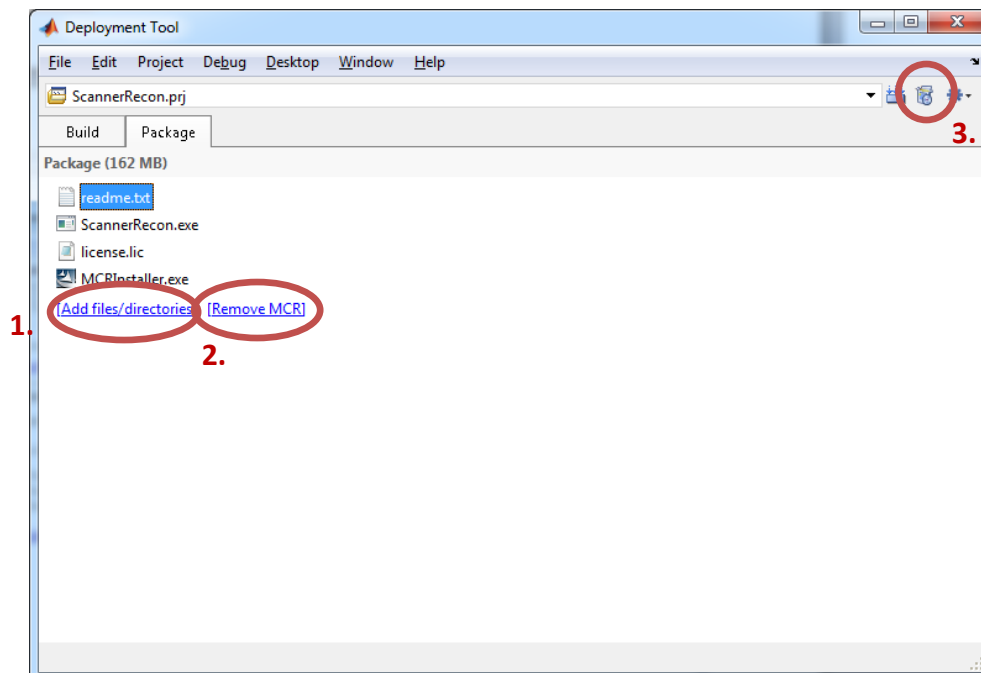 Deployment Tool
File Edit Project Debug Desktop Window Help
ScannerRecon.prj
3.
Build Package
Package (162 MB)
readme.txt
ScannerRecon.exe
license.lic
MCRInstaller.exe
[Add files/directories [Remove MCR]
1.
2.